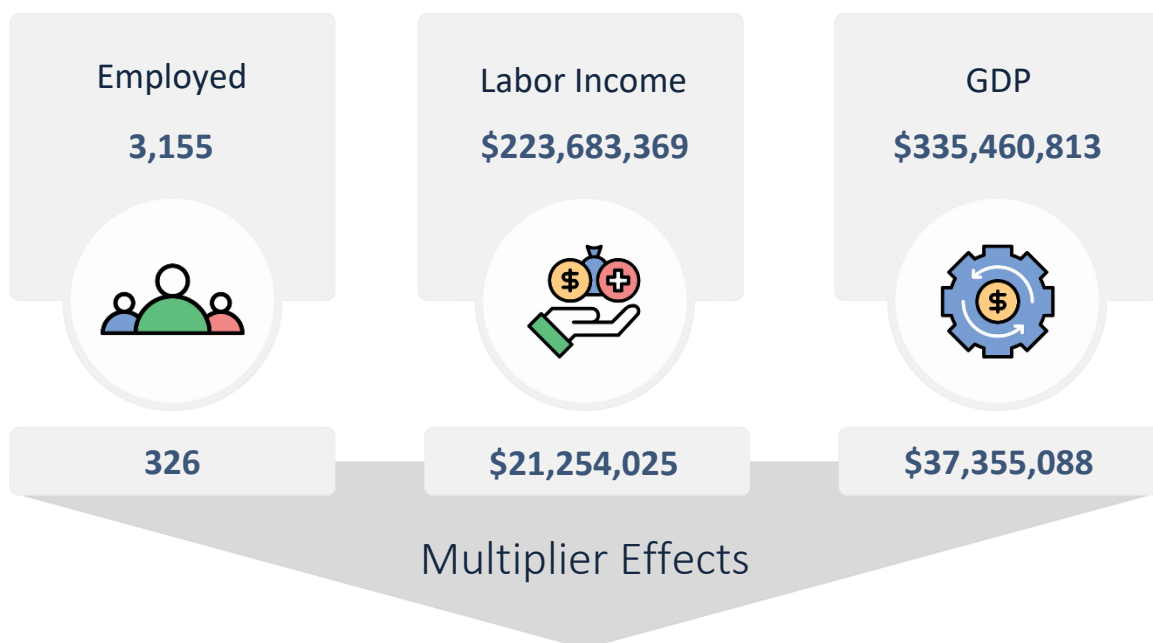 Employed
3,155
Labor Income
$223,683,369
GDP
$335,460,813
$
$
326
$21,254,025
$37,355,088
Multiplier Effects